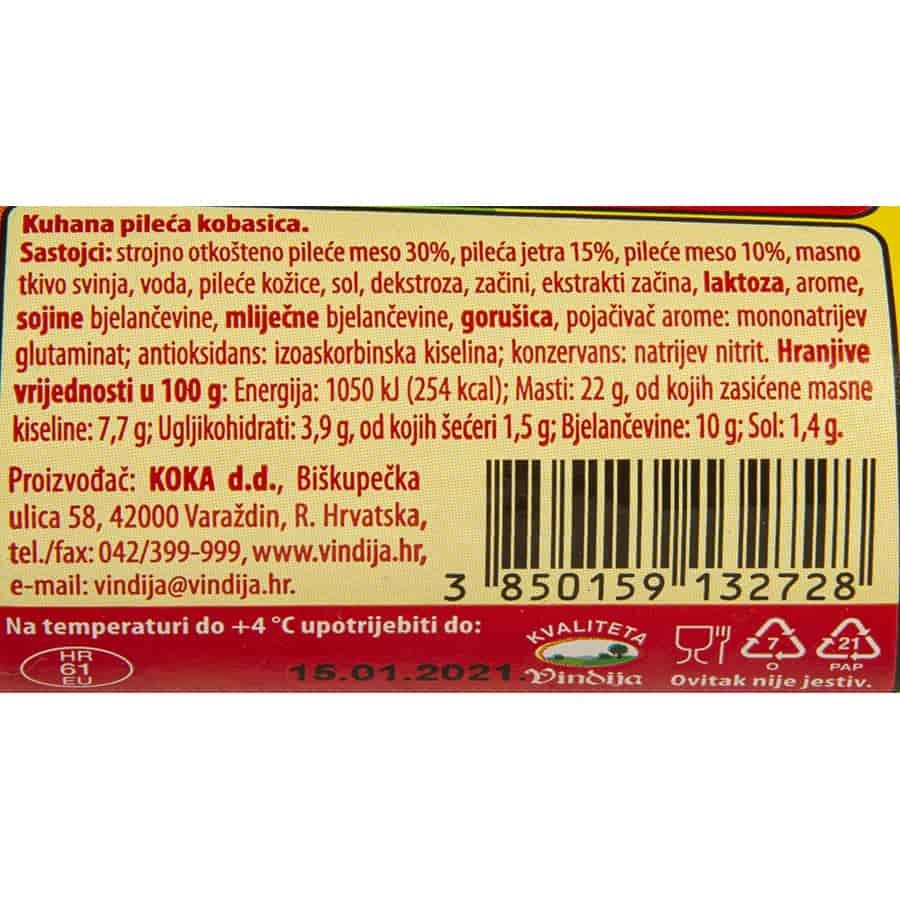 Kuhana pileća kobasica.
Sastojci: strojno otkošteno pileće meso 30%, pileća jetra 15%, pileće meso 10%, masno
tkivo svinja, voda, pileće kožice, sol, dekstroza, začini, ekstrakti začina, laktoza, arome,
sojine bjelančevine, mliječne bjelančevine, gorušica, pojačivač arome: mononatrijev
glutaminat; antioksidans: izoaskorbinska kiselina; konzervans: natrijev nitrit. Hranjive
vrijednosti u 100 g: Energija: 1050 kJ (254 kcal); Masti: 22 g, od kojih zasićene masne
kiseline: 7,7 g; Ugljikohidrati: 3,9 g, od kojih šećeri 1,5 g; Bjelančevine: 10 g; Sol: 1,4 g.
Proizvođač: KOKA d.d., Biškupečka
ulica 58, 42000 Varaždin, R. Hrvatska,
tel./fax: 042/399-999, www.vindija.hr,
e-mail: vindija@vindija.hr.
3 850159 132728
Na temperaturi do +4 °C upotrijebiti do:
15.01.2021.
HR
61
EU
KVALITETA
Vindija
7
O
21
PAP
Ovitak nije jestiv.